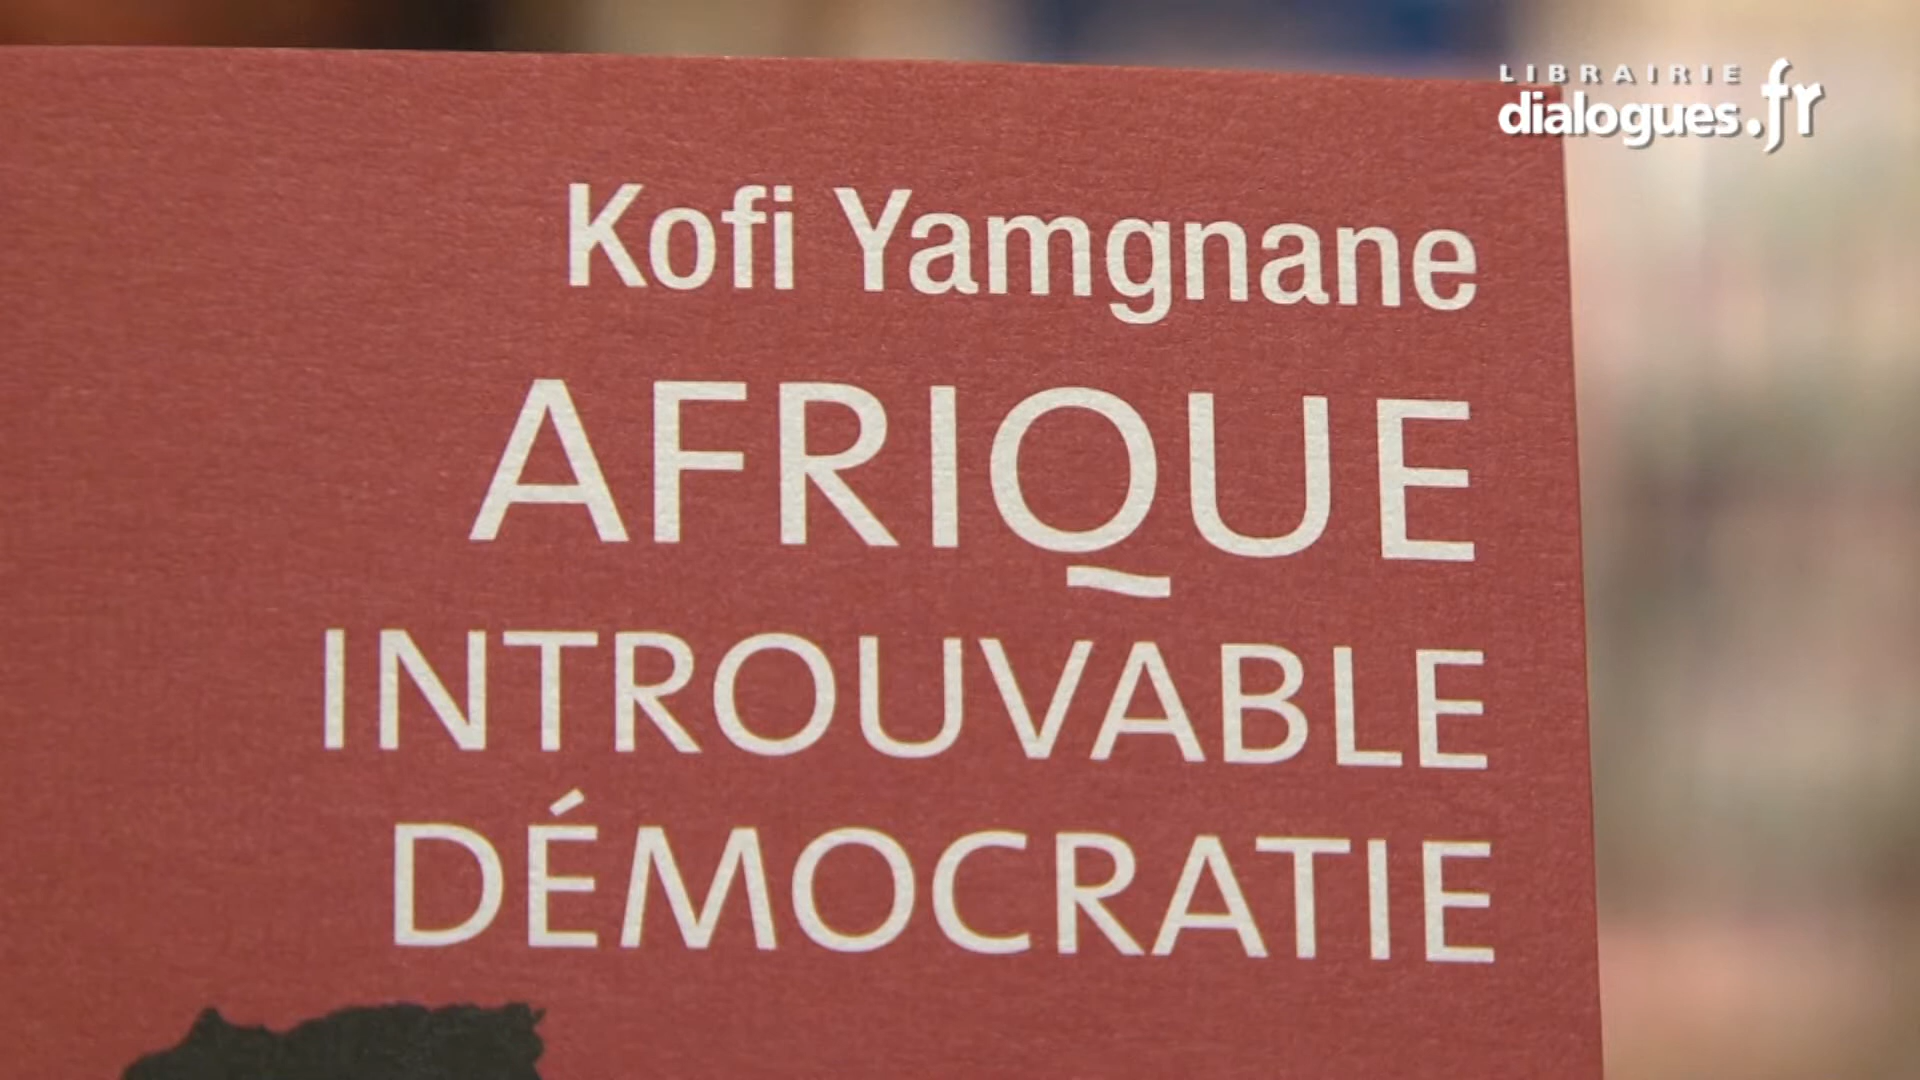 LIBRAIRIE
dialogues.fr
Kofi Yamgnane
AFRIQUE
INTROUVABLE
DÉMOCRATIE